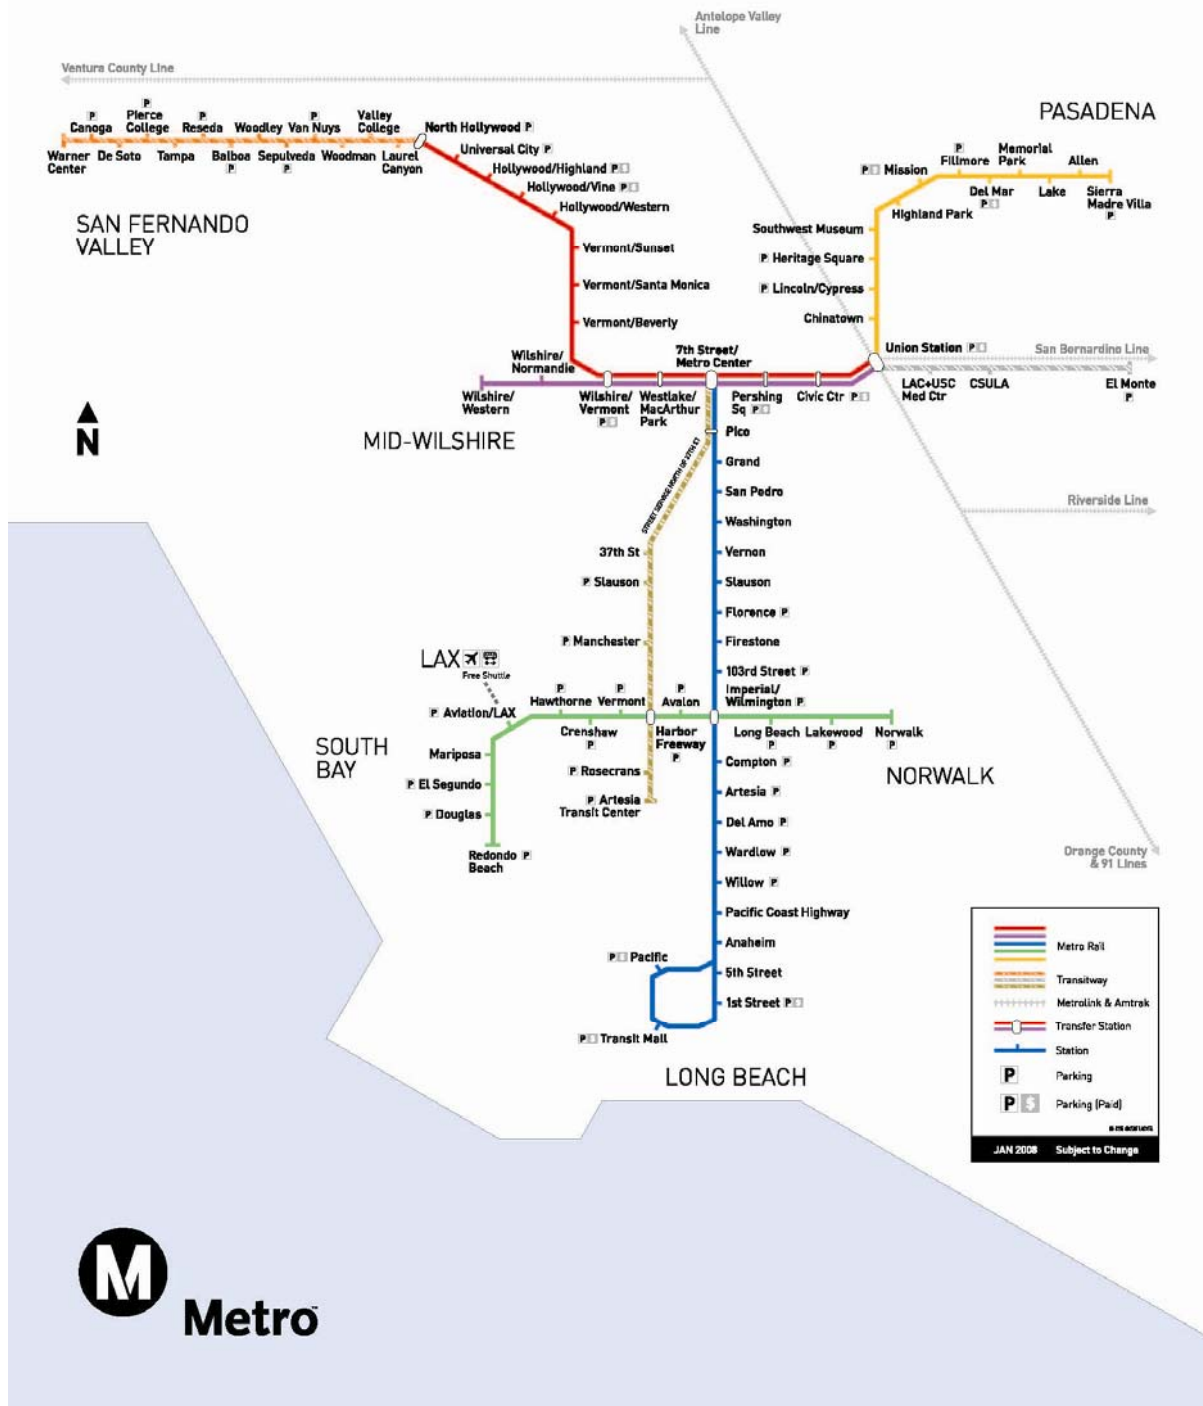 Antelope Valley
Line
Ventura County Line
PASADENA
P
Canoga
P
Pierce
College
P
Reseda
Woodley
P
Van Nuys
Valley
College
North Hollywood P
Warner
Center
De Soto
Tampa
Balboa
P
Sepulveda
P
Woodman
Laurel
Canyon
Universal City P
Hollywood/Highland P $
Hollywood/Vine P $
Hollywood/Western
SAN FERNANDO
VALLEY
Vermont/Sunset
Vermont/Santa Monica
Vermont/Beverly
P $ Mission
P
Fillmore
Memorial
Park
Allen
Highland Park
Del Mar
P $
Lake
Sierra
Madre Villa
P
Southwest Museum
P Heritage Square
P Lincoln/Cypress
Chinatown
Union Station P $
San Bernardino Line
LAC+USC
Med Ctr
CSULA
El Monte
P
Wilshire/
Normandie
7th Street/
Metro Center
Wilshire/
Western
Wilshire/
Vermont
P $
Westlake/
MacArthur
Park
Pershing
Sq P $
Civic Ctr P $
N
MID-WILSHIRE
Pico
Grand
San Pedro
Washington
Vernon
Slauson
Florence P
Firestone
103rd Street P
Imperial/
Wilmington P
STREET SERVICE NORTH OF 37TH ST
37th St
P Slauson
P Manchester
Riverside Line
LAX
Free Shuttle
P Aviation/LAX
P
Hawthorne
P
Vermont
P
Avalon
Crenshaw
P
Harbor
Freeway
P
Long Beach
P
Lakewood
P
Norwalk
P
SOUTH
BAY
Mariposa
P El Segundo
P Douglas
Redondo P
Beach
P Rosecrans
P Artesia
Transit Center
NORWALK
Compton P
Artesia P
Del Amo P
Wardlow P
Willow P
Pacific Coast Highway
Anaheim
5th Street
1st Street P $
P $ Pacific
P $ Transit Mall
LONG BEACH
Orange County
& 91 Lines
Metro Rail
Transitway
Metrolink & Amtrak
Transfer Station
Station
P Parking
P $ Parking (Paid)
JAN 2008 Subject to Change
M
Metro